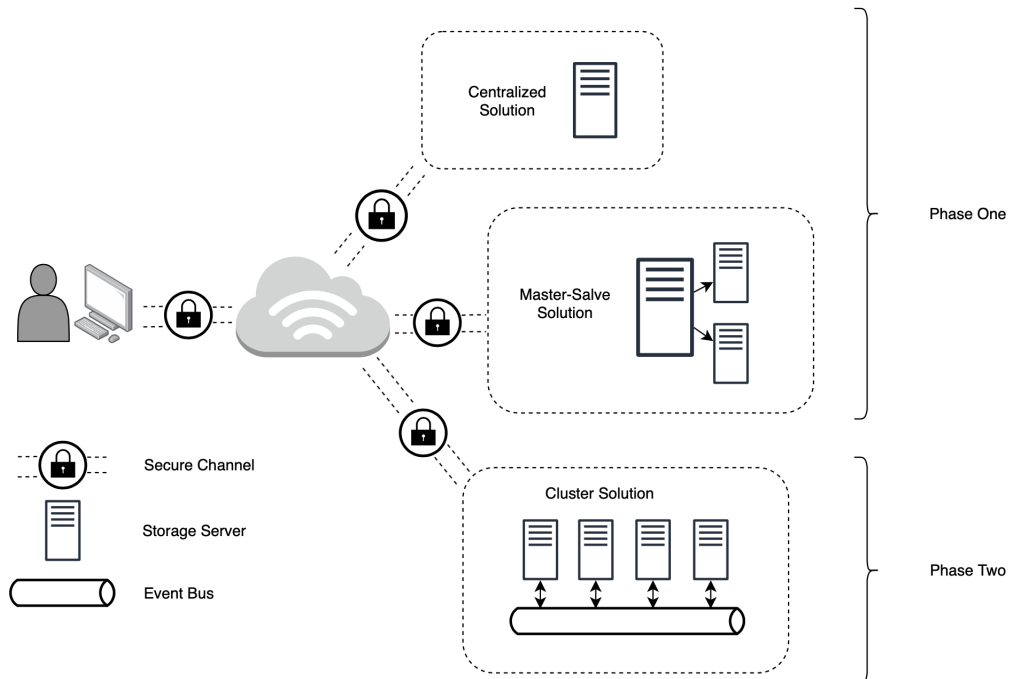 Centralized
Solution
Phase One
Master-Salve
Solution
Secure Channel
Cluster Solution
Storage Server
Phase Two
Event Bus